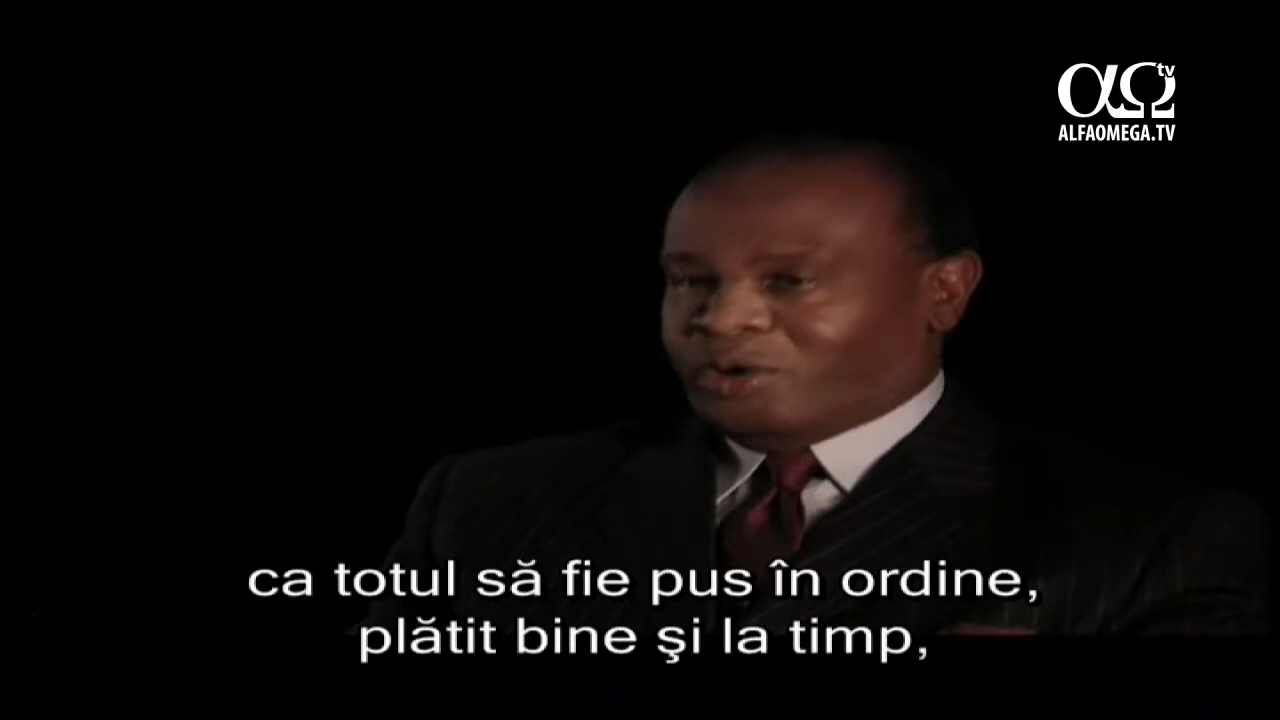 αΩ tv
ALFAOMEGA.TV
ca totul să fie pus în ordine,
plătit bine şi la timp,